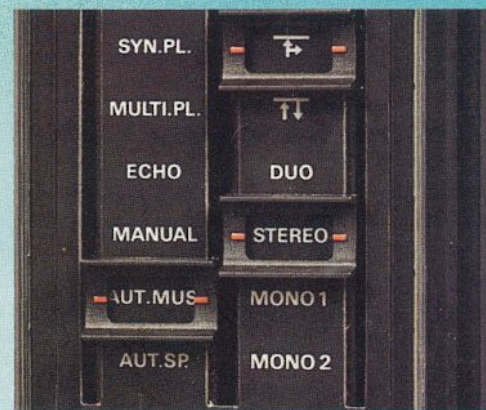 SYN.PL.
MULTI.PL.
ECHO
MANUAL
AUT.MUS
AUT.SP.
DUO
STEREO
MONO 1
MONO 2